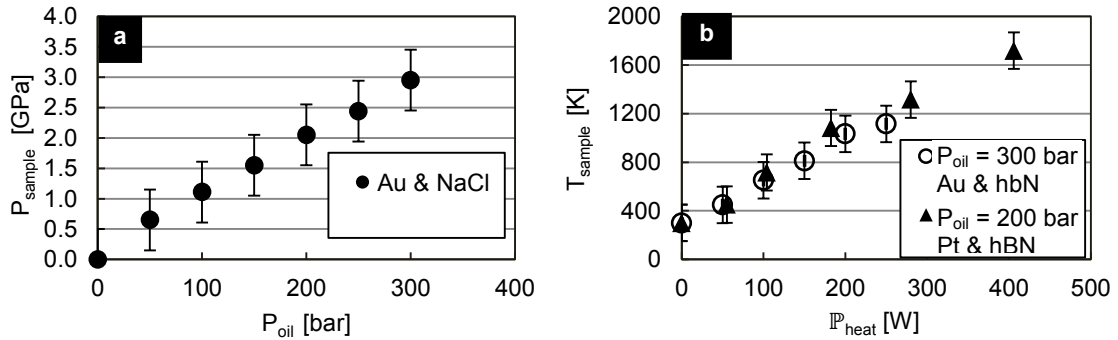 a
4.0
3.5
3.0
2.5
2.0
1.5
1.0
0.5
0.0
P_sample [GPa]
Au & NaCl
0 100 200 300 400
P_oil [bar]
b
2000
1600
1200
800
400
0
T_sample [K]
P_oil = 300 bar
Au & hbN
P_oil = 200 bar
Pt & hBN
0 100 200 300 400 500
ℙ_heat [W]